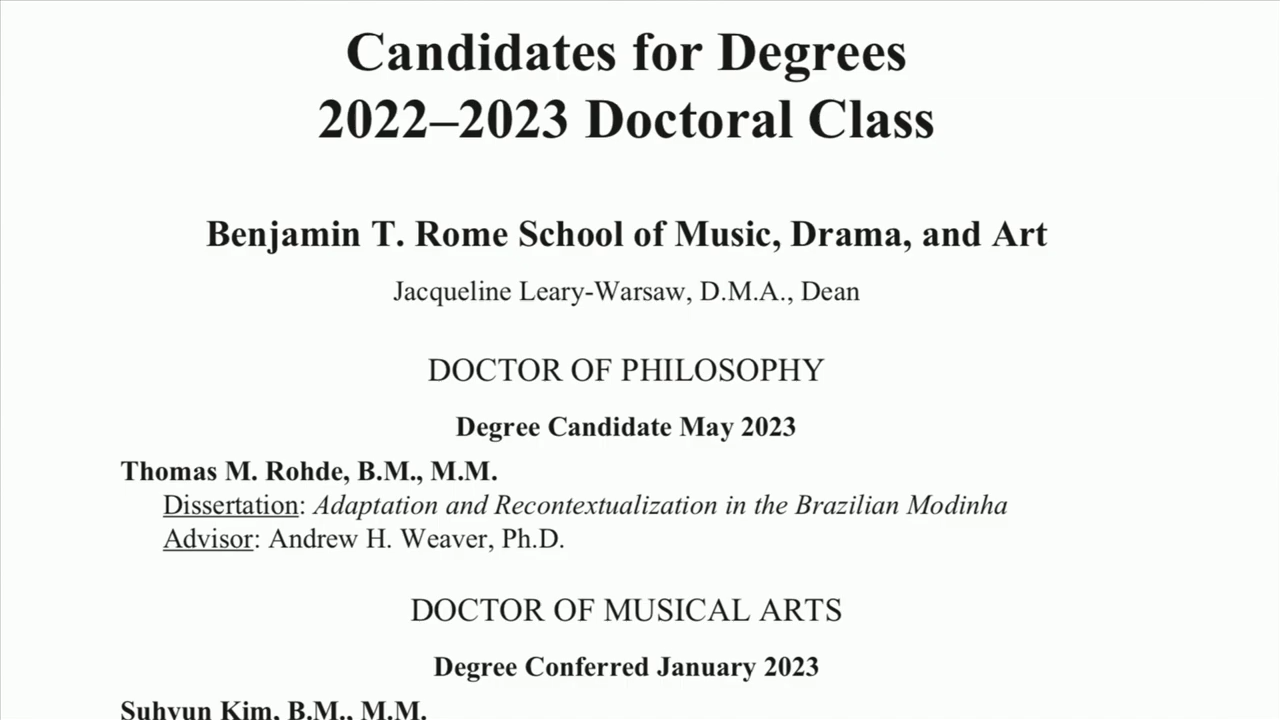 Candidates for Degrees
2022–2023 Doctoral Class
Benjamin T. Rome School of Music, Drama, and Art
Jacqueline Leary-Warsaw, D.M.A., Dean
DOCTOR OF PHILOSOPHY
Degree Candidate May 2023
Thomas M. Rohde, B.M., M.M.
Dissertation: Adaptation and Recontextualization in the Brazilian Modinha
Advisor: Andrew H. Weaver, Ph.D.
DOCTOR OF MUSICAL ARTS
Degree Conferred January 2023
Suhyun Kim, B.M., M.M.